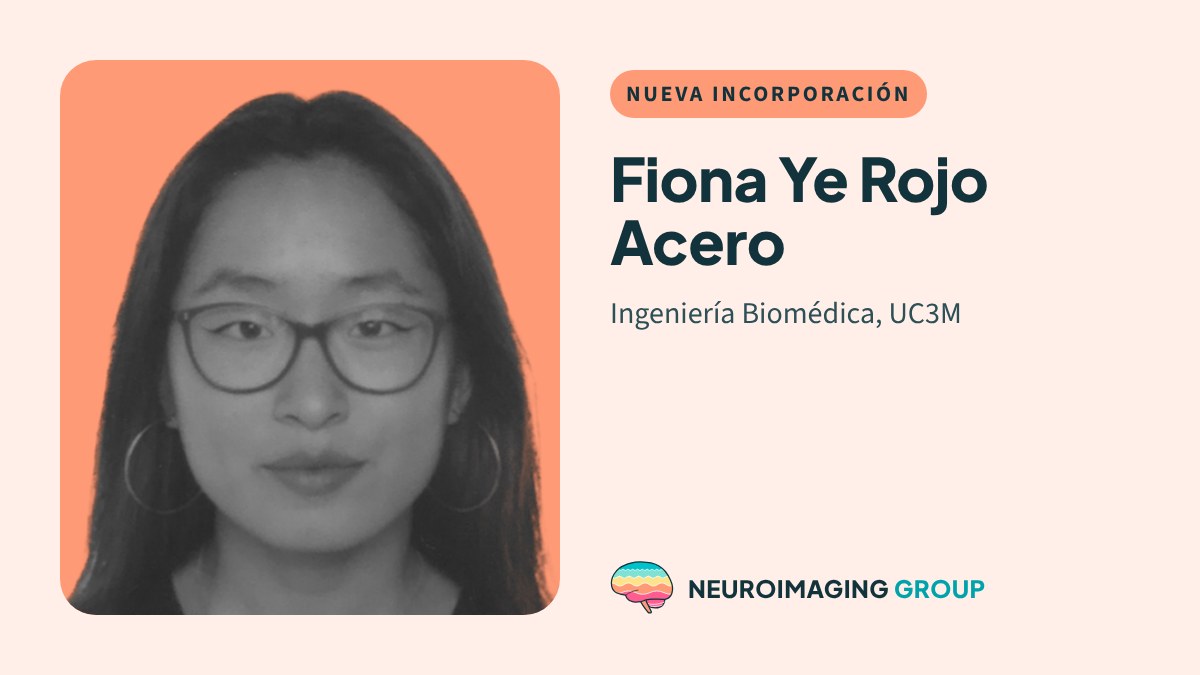 NUEVA INCORPORACIÓN
Fiona Ye Rojo
Acero
Ingeniería Biomédica, UC3M
NEUROIMAGING GROUP